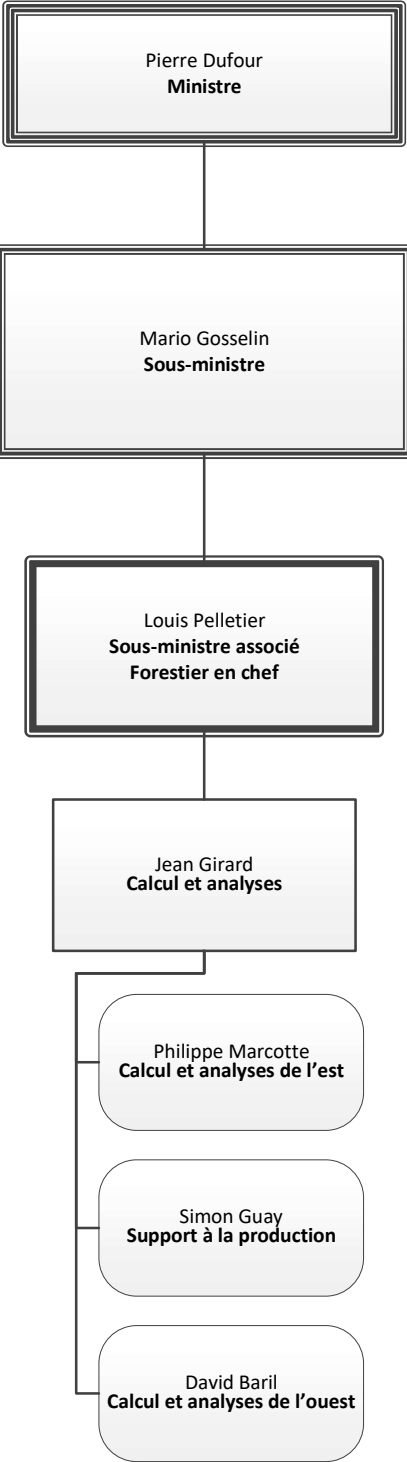 Pierre Dufour
Ministre
Mario Gosselin
Sous-ministre
Louis Pelletier
Sous-ministre associé
Forestier en chef
Jean Girard
Calcul et analyses
Philippe Marcotte
Calcul et analyses de l’est
Simon Guay
Support à la production
David Baril
Calcul et analyses de l’ouest